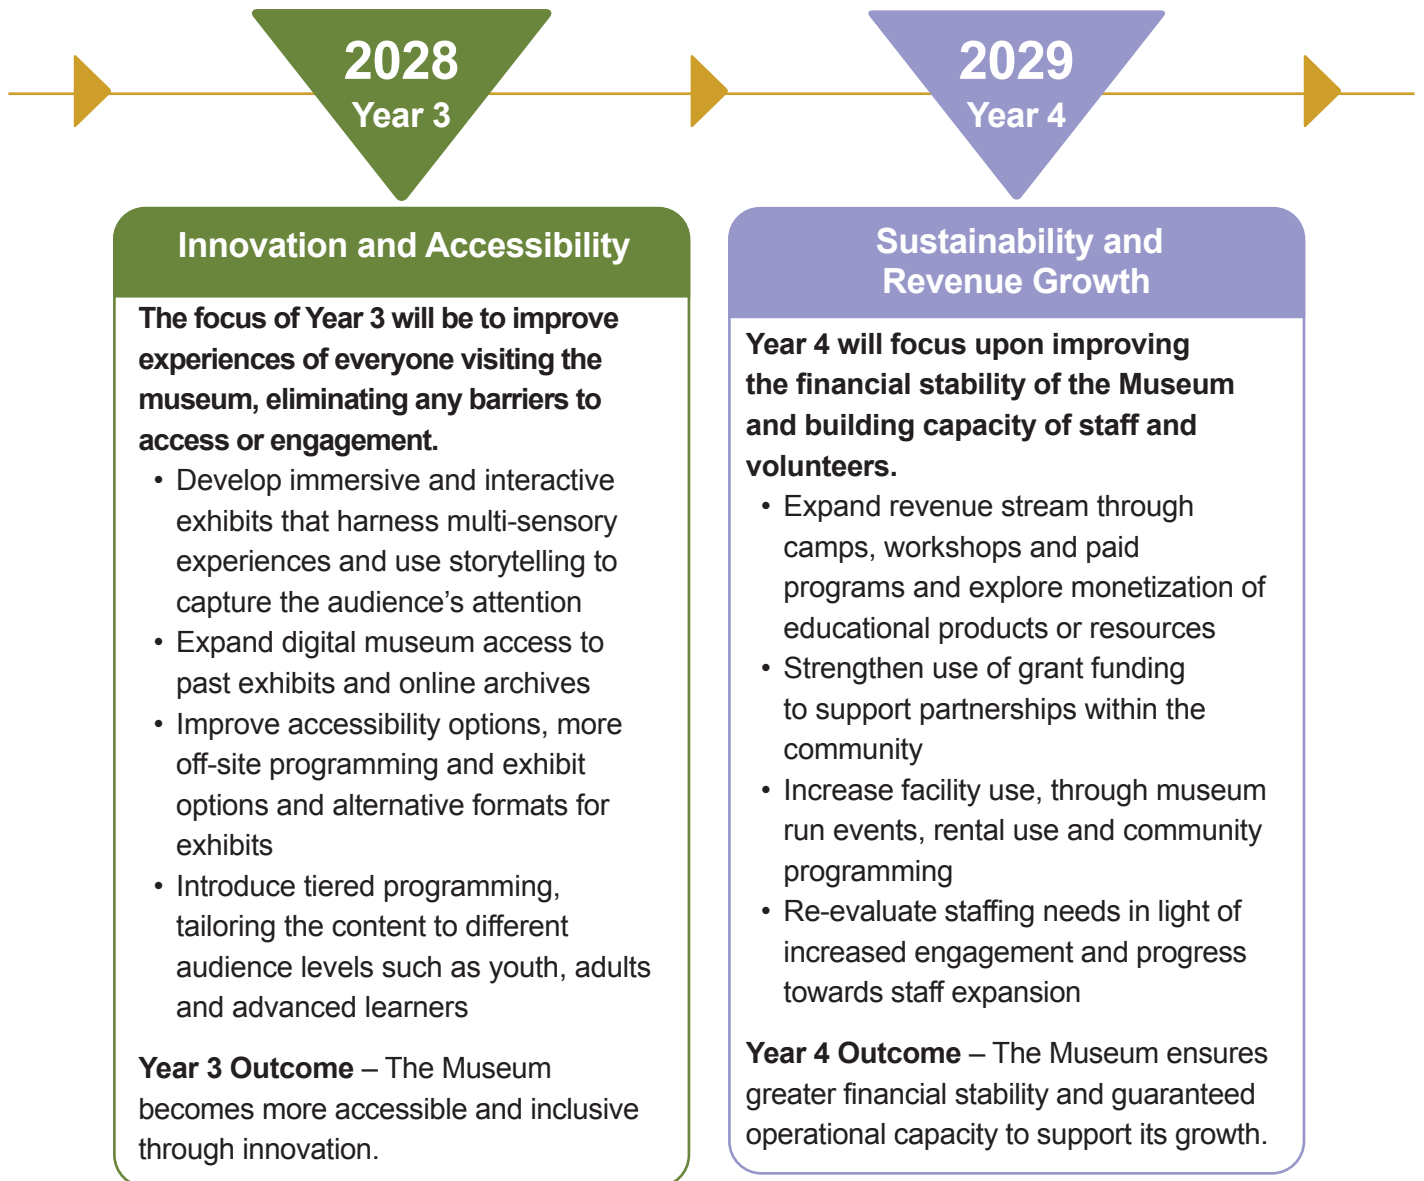 2028
Year 3
Innovation and Accessibility
The focus of Year 3 will be to improve
experiences of everyone visiting the
museum, eliminating any barriers to
access or engagement.
• Develop immersive and interactive
exhibits that harness multi-sensory
experiences and use storytelling to
capture the audience’s attention
• Expand digital museum access to
past exhibits and online archives
• Improve accessibility options, more
off-site programming and exhibit
options and alternative formats for
exhibits
• Introduce tiered programming,
tailoring the content to different
audience levels such as youth, adults
and advanced learners
Year 3 Outcome – The Museum
becomes more accessible and inclusive
through innovation.
2029
Year 4
Sustainability and
Revenue Growth
Year 4 will focus upon improving
the financial stability of the Museum
and building capacity of staff and
volunteers.
• Expand revenue stream through
camps, workshops and paid
programs and explore monetization of
educational products or resources
• Strengthen use of grant funding
to support partnerships within the
community
• Increase facility use, through museum
run events, rental use and community
programming
• Re-evaluate staffing needs in light of
increased engagement and progress
towards staff expansion
Year 4 Outcome – The Museum ensures
greater financial stability and guaranteed
operational capacity to support its growth.